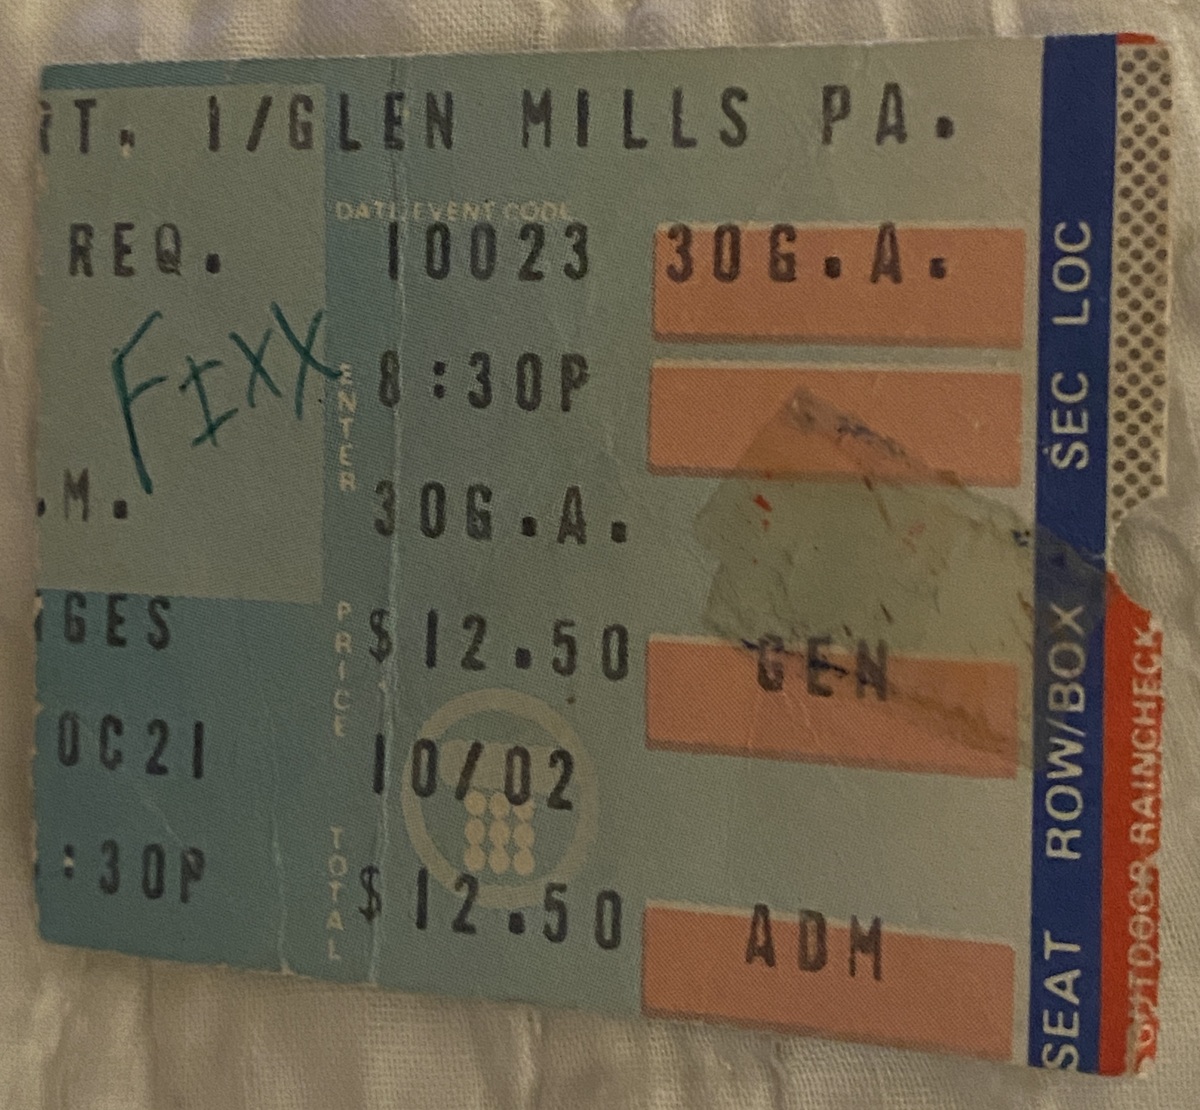 RT. 1/GLEN MILLS PA.
DATE/EVENT CODE
REQ. 10023 30G.A.
FIXX
ENTER
8:30P
.M. 30G.A.
GES PRICE $12.50 GEN
OC21 10/02
:30P TOTAL $12.50 ADM
SEAT ROW/BOX SEC LOC
OUTDOOR RAINCHECK